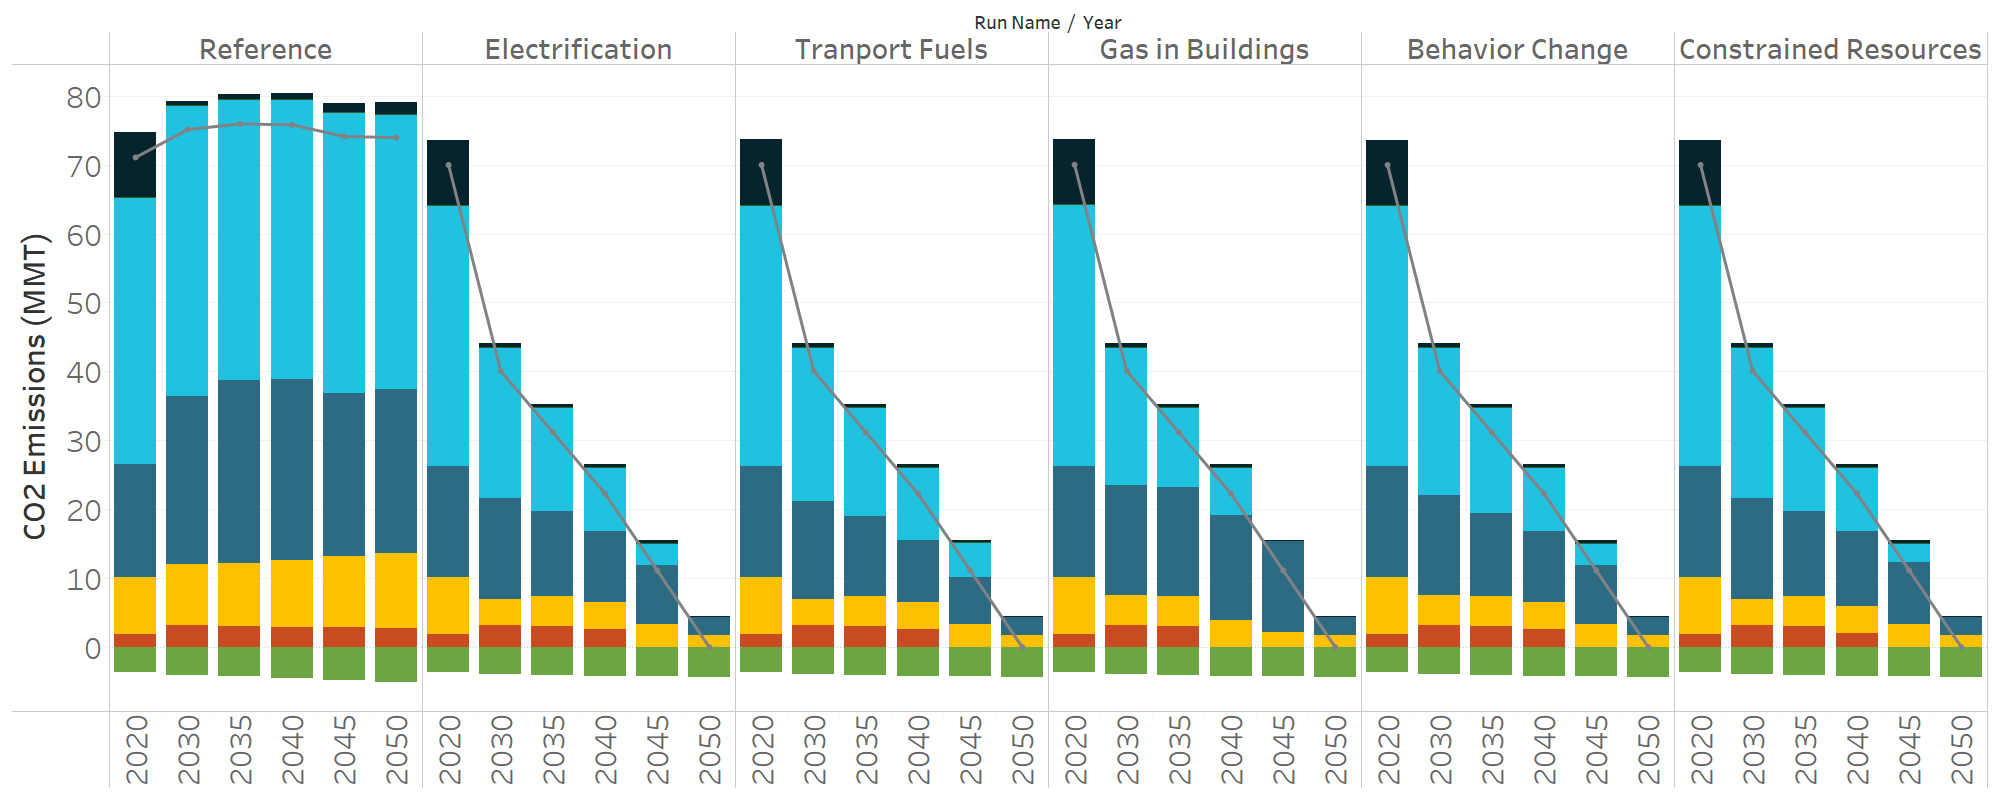 Run Name / Year
Reference Electrification Tranport Fuels Gas in Buildings Behavior Change Constrained Resources
CO2 Emissions (MMT)
80
70
60
50
40
30
20
10
0
2020 2030 2035 2040 2045 2050 2020 2030 2035 2040 2045 2050 2020 2030 2035 2040 2045 2050 2020 2030 2035 2040 2045 2050 2020 2030 2035 2040 2045 2050 2020 2030 2035 2040 2045 2050